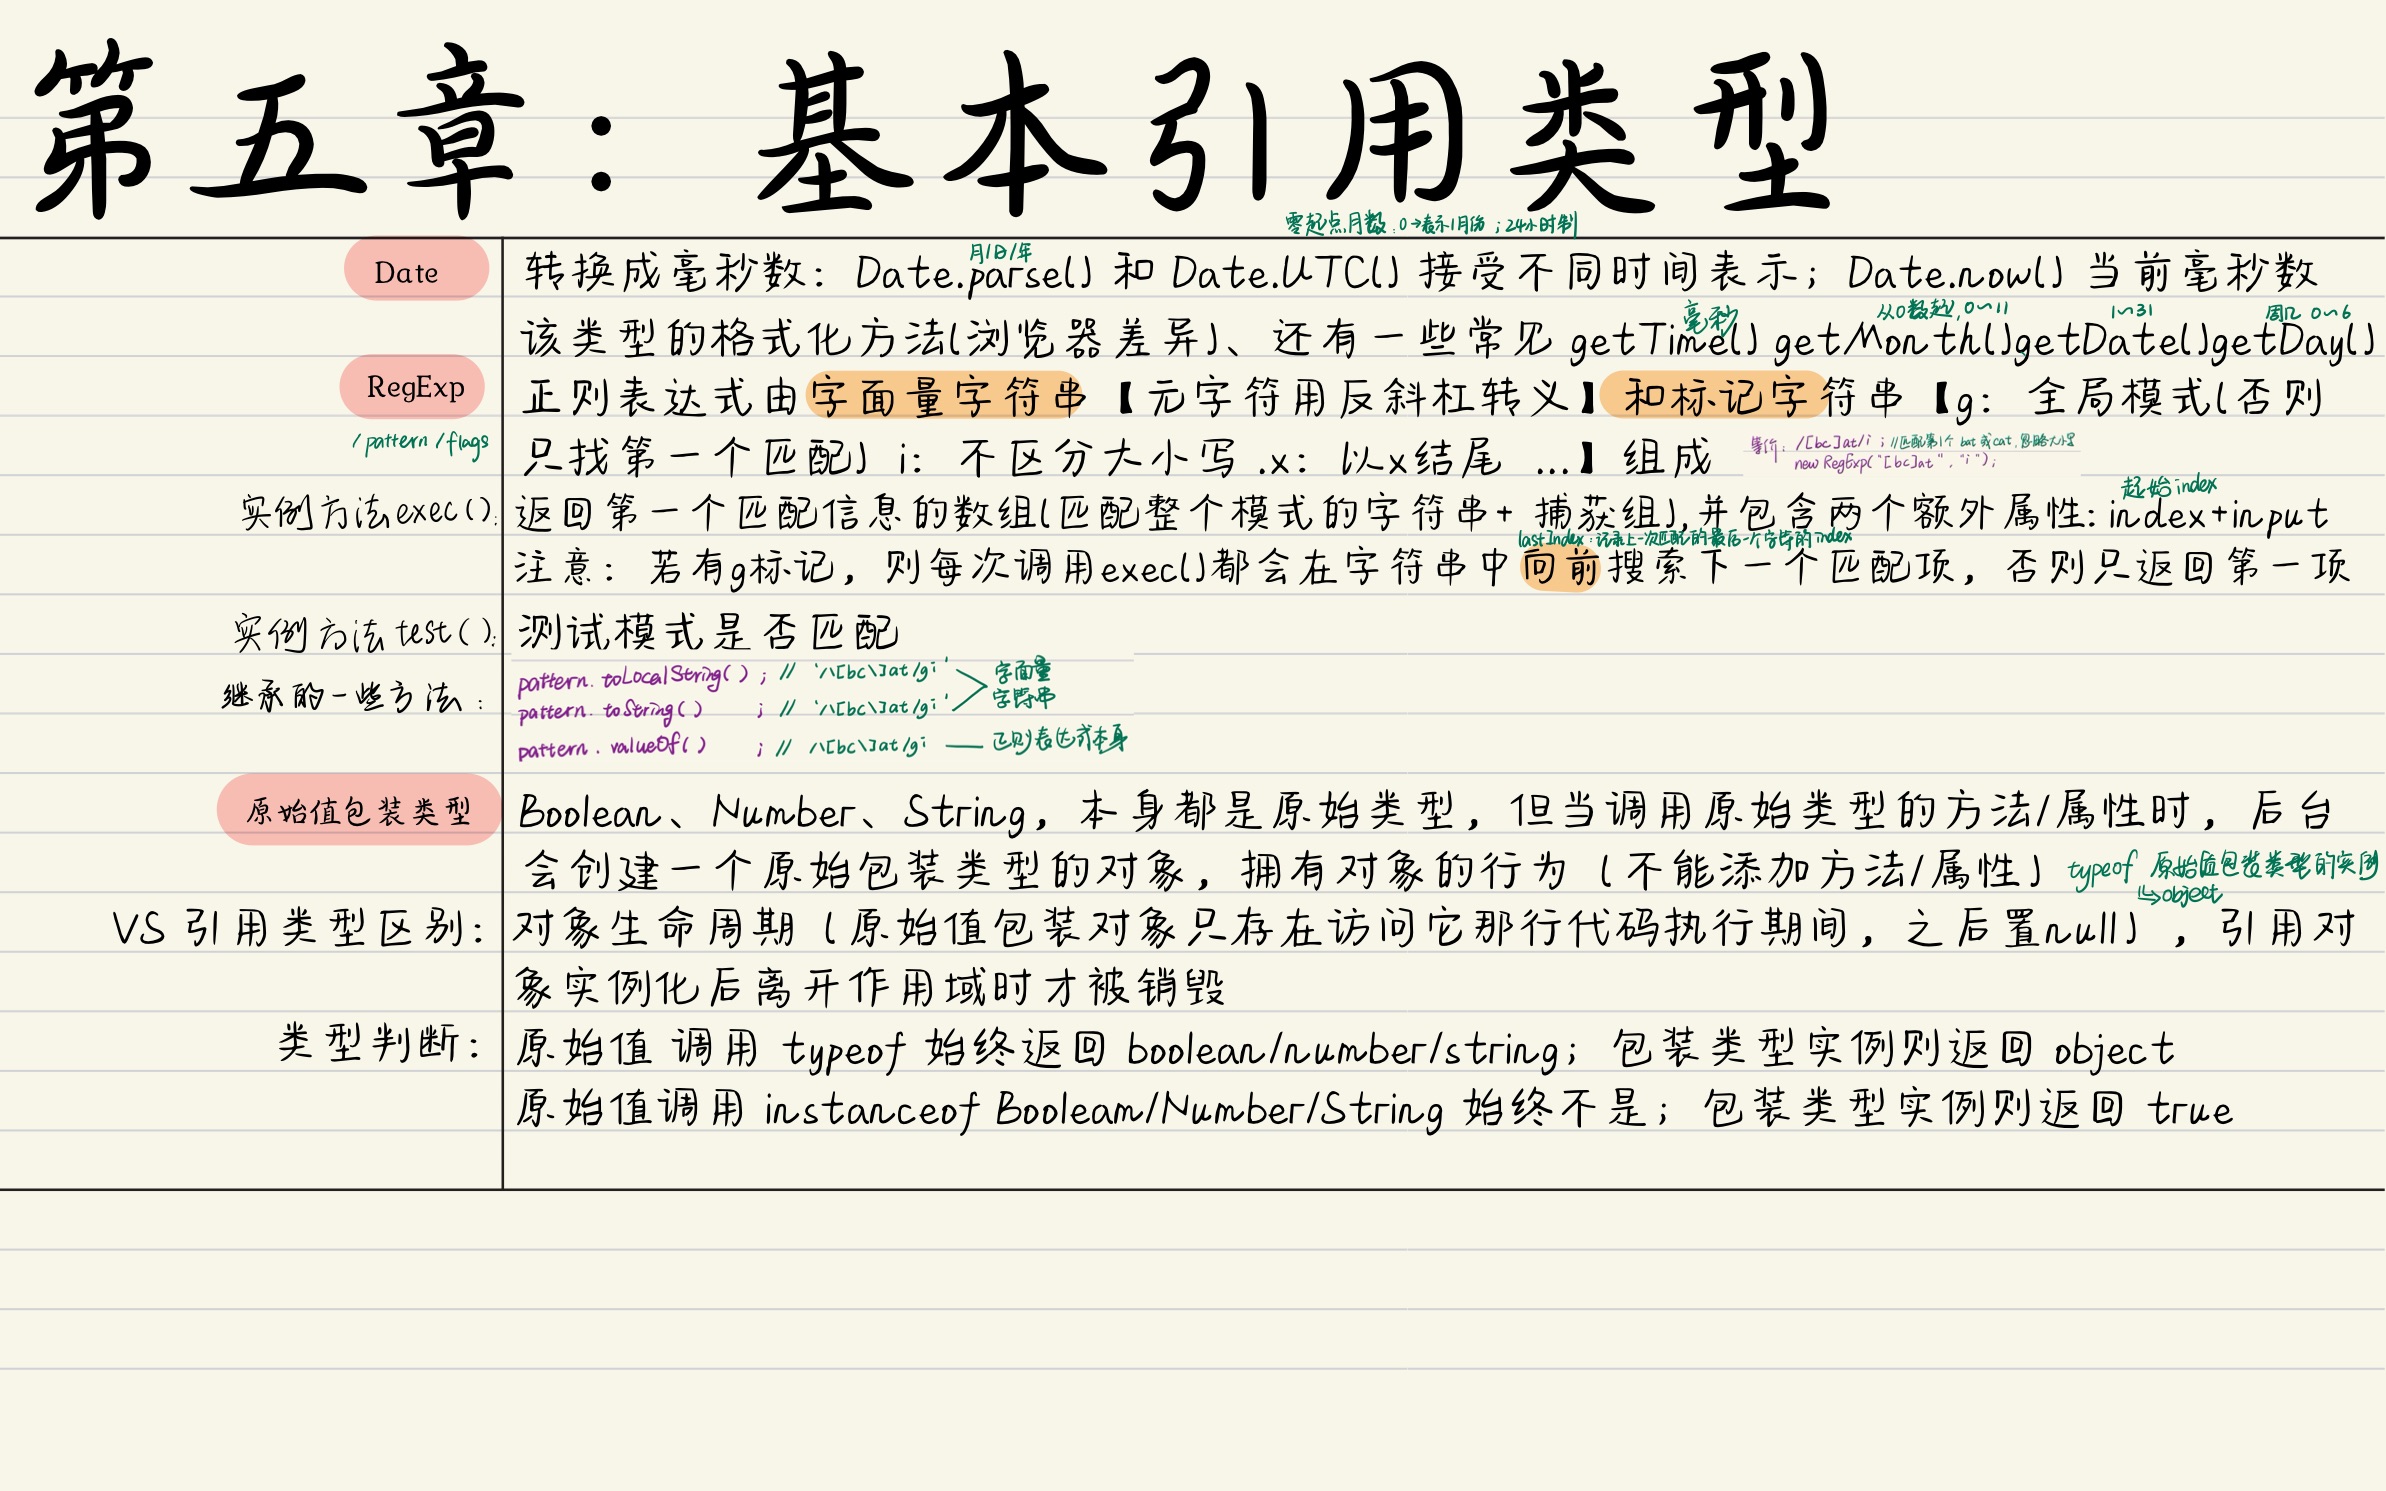 第五章：基本引用类型
零起点月数：0→表示1月份；24小时制
月/日/年
Date 转换成毫秒数：Date.parse() 和 Date.UTC() 接受不同时间表示；Date.now() 当前毫秒数
毫秒 从0数起，0~11 1~31 周几 0~6
该类型的格式化方法(浏览器差异)、还有一些常见 getTime() getMonth()getDate()getDay()
RegExp 正则表达式由字面量字符串【元字符用反斜杠转义】和标记字符串【g：全局模式(否则
/pattern/flags 只找第一个匹配) i：不区分大小写 .x：以x结尾 ...】组成
等价：/[bc]at/i ；//匹配第1个 bat 或cat，忽略大小写
new RegExp("[bc]at", "i");
起始index
实例方法exec()：返回第一个匹配信息的数组(匹配整个模式的字符串+ 捕获组),并包含两个额外属性：index+input
lastIndex：记录上一次匹配的最后一个字符的index
注意：若有g标记，则每次调用exec()都会在字符串中向前搜索下一个匹配项，否则只返回第一项
实例方法test()：测试模式是否匹配
继承的一些方法：
pattern.toLocalString() ; // '/\[bc\]at/gi' 字面量
pattern.toString() ; // '/\[bc\]at/gi' 字符串
pattern.valueOf() ; // /\[bc\]at/gi —— 正则表达式本身
原始值包装类型 Boolean、Number、String，本身都是原始类型，但当调用原始类型的方法/属性时，后台
会创建一个原始包装类型的对象，拥有对象的行为（不能添加方法/属性） typeof 原始值包装类型的实例
↳object
VS 引用类型区别：对象生命周期（原始值包装对象只存在访问它那行代码执行期间，之后置null），引用对
象实例化后离开作用域时才被销毁
类型判断：原始值 调用 typeof 始终返回 boolean/number/string；包装类型实例则返回 object
原始值调用 instanceof Booleam/Number/String 始终不是；包装类型实例则返回 true